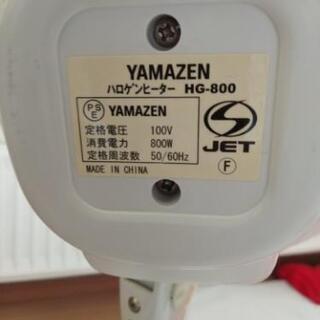 YAMAZEN
ハロゲンヒーター HG-800
PS E YAMAZEN
定格電圧 100V
消費電力 800W
定格周波数 50/60Hz
MADE IN CHINA
S JET
F